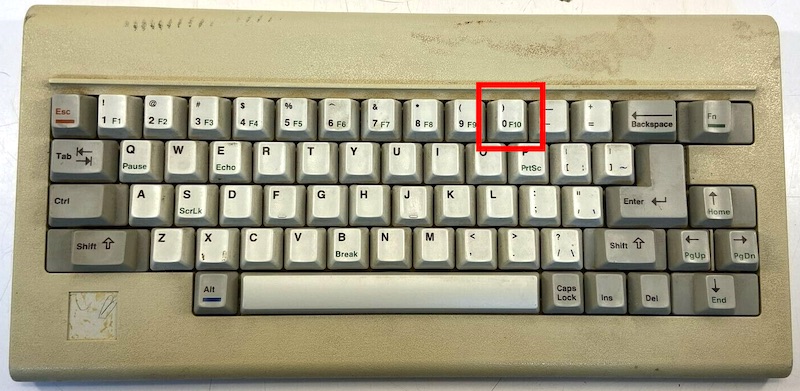 Esc ! 1 F1 @ 2 F2 # 3 F3 $ 4 F4 % 5 F5 ^ 6 F6 & 7 F7 * 8 F8 ( 9 F9 ) 0 F10 — - + = Backspace Fn
Tab Q Pause W E Echo R T Y U I O P PrtSc [ ] ~
Ctrl A S ScrLk D F G H J K L : ; " ' Enter Home
Shift Z X C V B Break N M < , > . ? / \ Shift PgUp PgDn
Alt Caps Lock Ins Del End